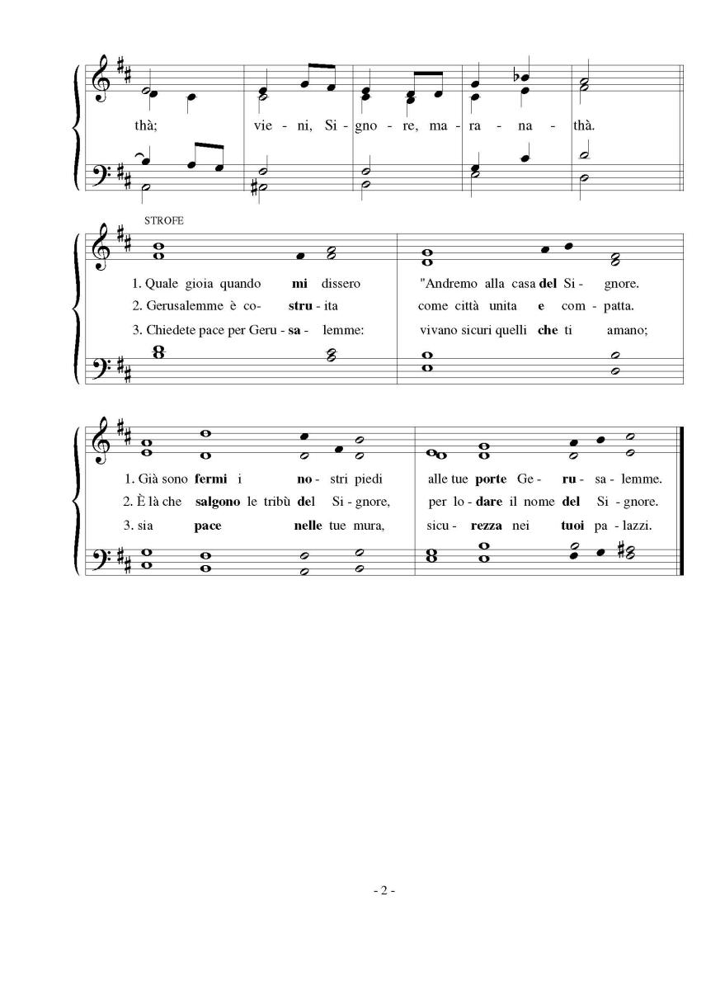 thà; vie - ni, Si - gno - re, ma - ra - na - thà.
STROFE
1. Quale gioia quando mi dissero "Andremo alla casa del Si - gnore.
2. Gerusalemme è co- stru - ita come città unita e com - patta.
3. Chiedete pace per Geru - sa - lemme: vivano sicuri quelli che ti amano;
1. Già sono fermi i no - stri piedi alle tue porte Ge - ru - sa - lemme.
2. È là che salgono le tribù del Si - gnore, per lo - dare il nome del Si - gnore.
3. sia pace nelle tue mura, sicu - rezza nei tuoi pa - lazzi.
- 2 -